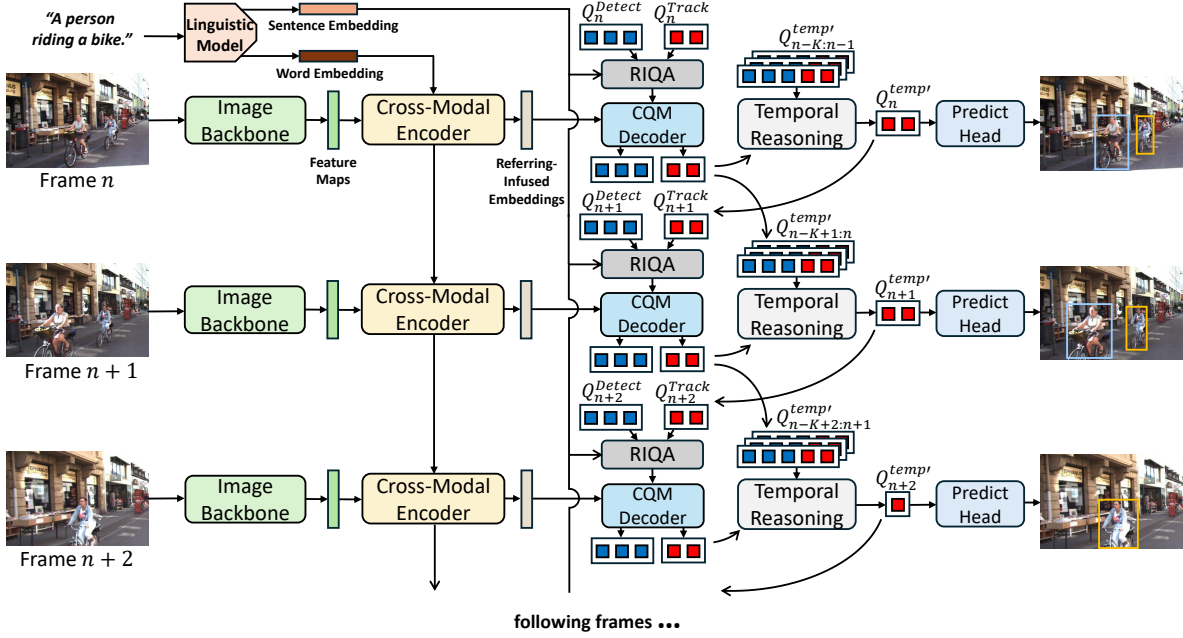 “A person
riding a bike.”
Linguistic
Model
Sentence Embedding
Word Embedding
Q_n^{Detect}
Q_n^{Track}
Q_{n-K:n-1}^{temp′}
RIQA
Image
Backbone
Feature
Maps
Cross-Modal
Encoder
Referring-
Infused
Embeddings
CQM
Decoder
Temporal
Reasoning
Q_n^{temp′}
Predict
Head
Frame n
Q_{n+1}^{Detect}
Q_{n+1}^{Track}
Q_{n-K+1:n}^{temp′}
RIQA
Image
Backbone
Cross-Modal
Encoder
CQM
Decoder
Temporal
Reasoning
Q_{n+1}^{temp′}
Predict
Head
Frame n + 1
Q_{n+2}^{Detect}
Q_{n+2}^{Track}
Q_{n-K+2:n+1}^{temp′}
RIQA
Image
Backbone
Cross-Modal
Encoder
CQM
Decoder
Temporal
Reasoning
Q_{n+2}^{temp′}
Predict
Head
Frame n + 2
following frames ...